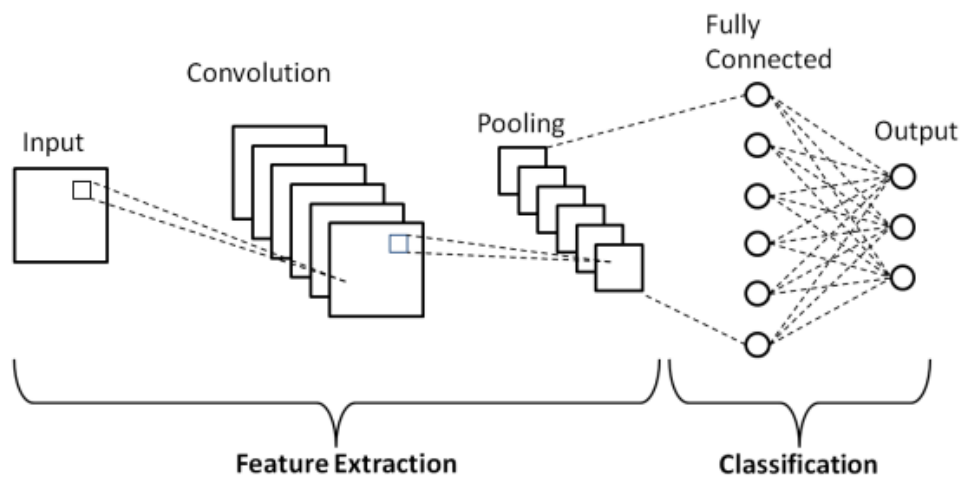 Input
Convolution
Pooling
Fully
Connected
Output
Feature Extraction
Classification